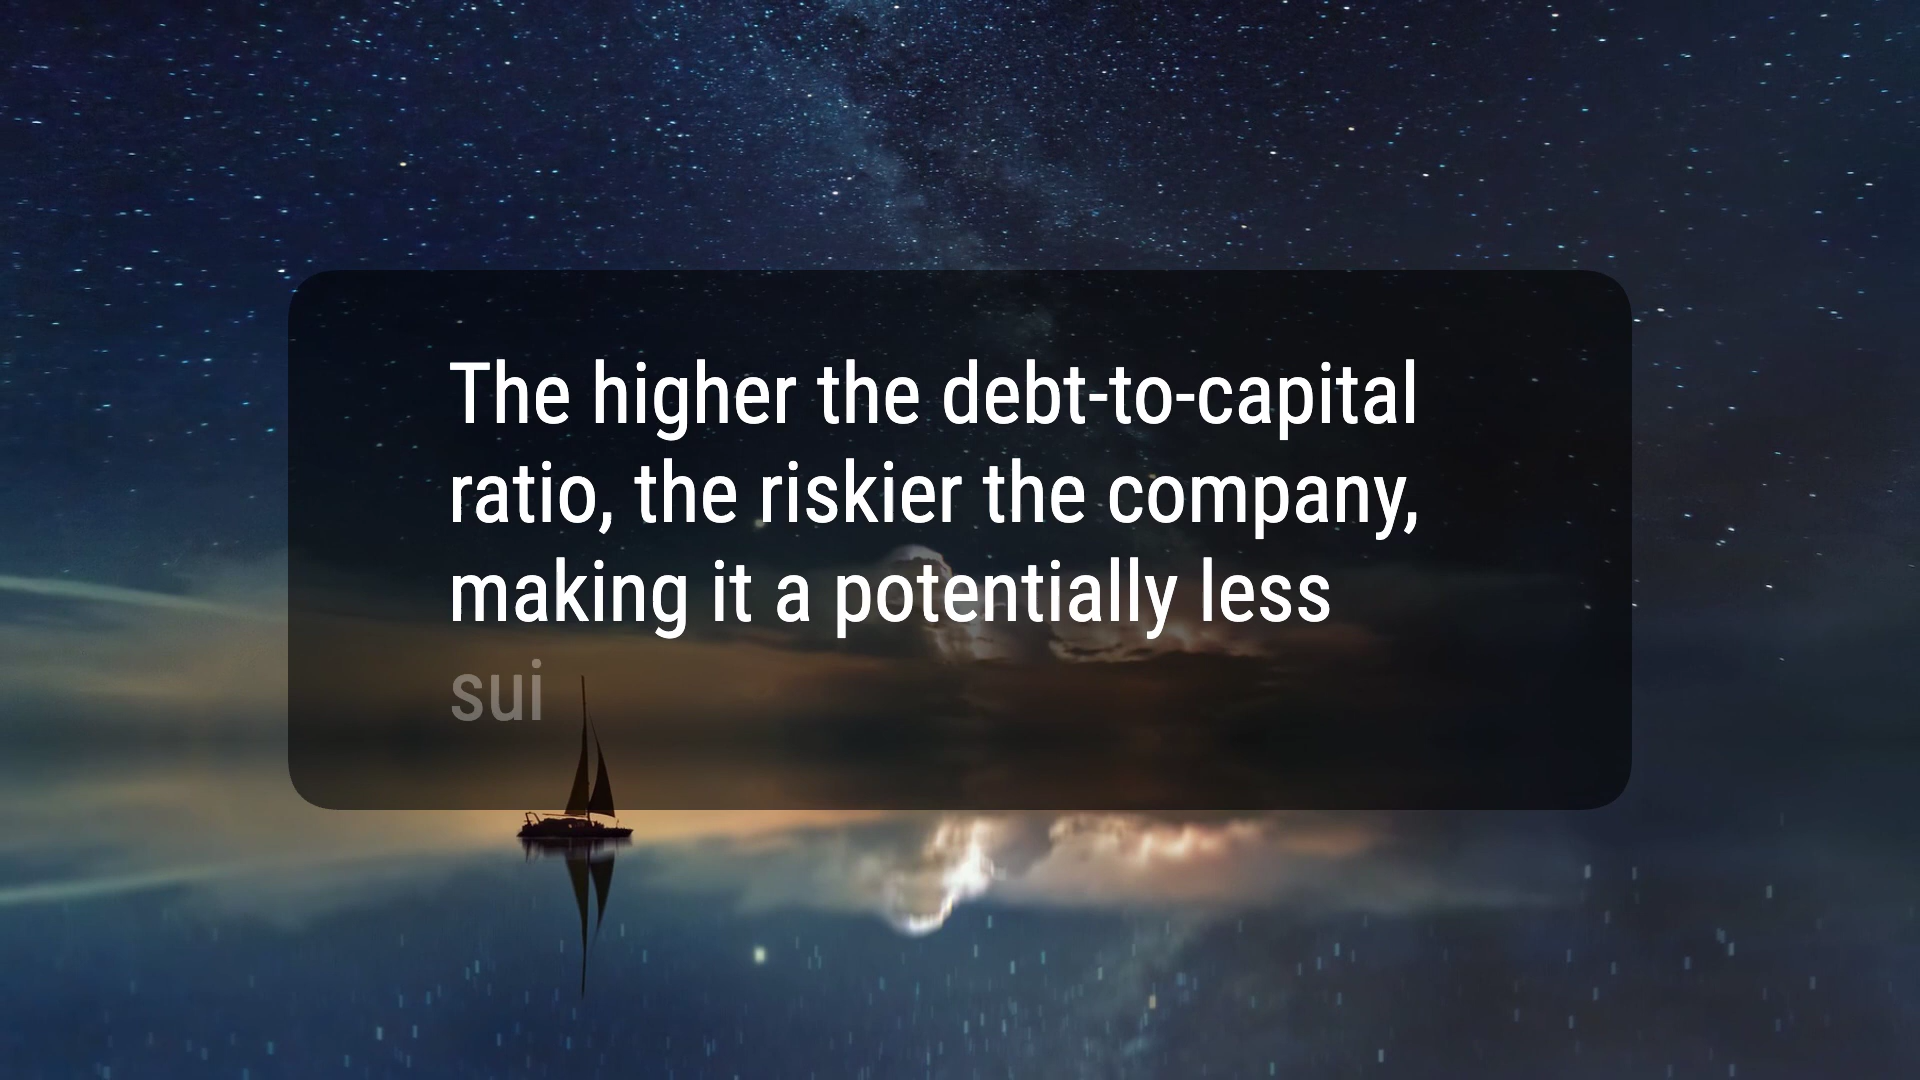 The higher the debt-to-capital
ratio, the riskier the company,
making it a potentially less
sui